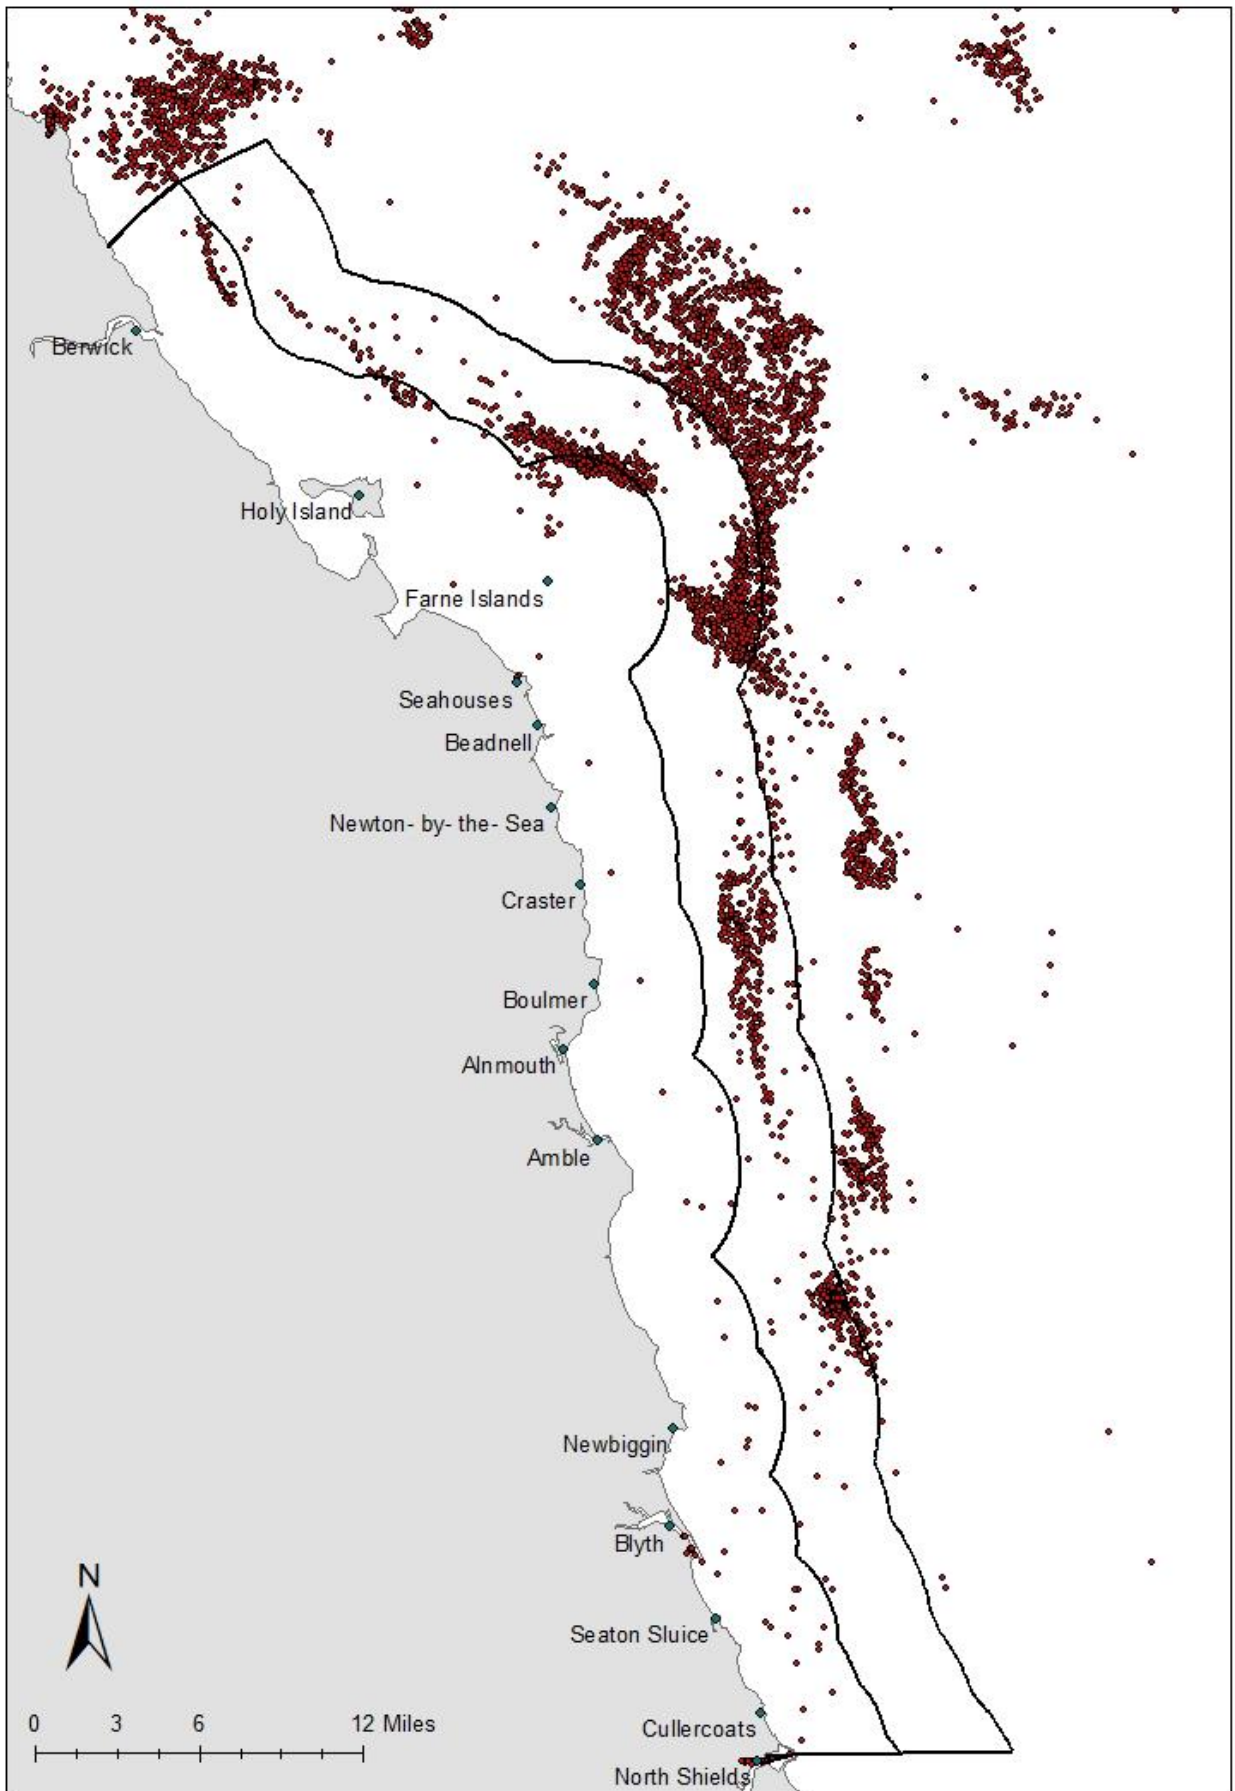 Berwick
Holy Island
Farne Islands
Seahouses
Beadnell
Newton- by- the- Sea
Craster
Boulmer
Alnmouth
Amble
Newbiggin
Blyth
N
Seaton Sluice
0 3 6 12 Miles
Cullercoats
North Shields